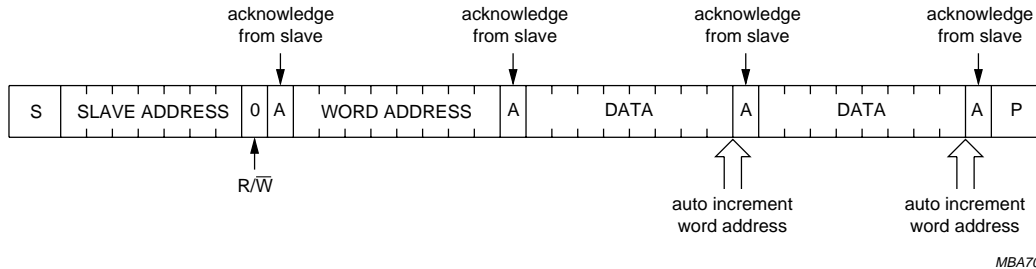 acknowledge
from slave
acknowledge
from slave
acknowledge
from slave
acknowledge
from slave
S SLAVE ADDRESS 0 A WORD ADDRESS A DATA A DATA A P
R/W̅
auto increment
word address
auto increment
word address